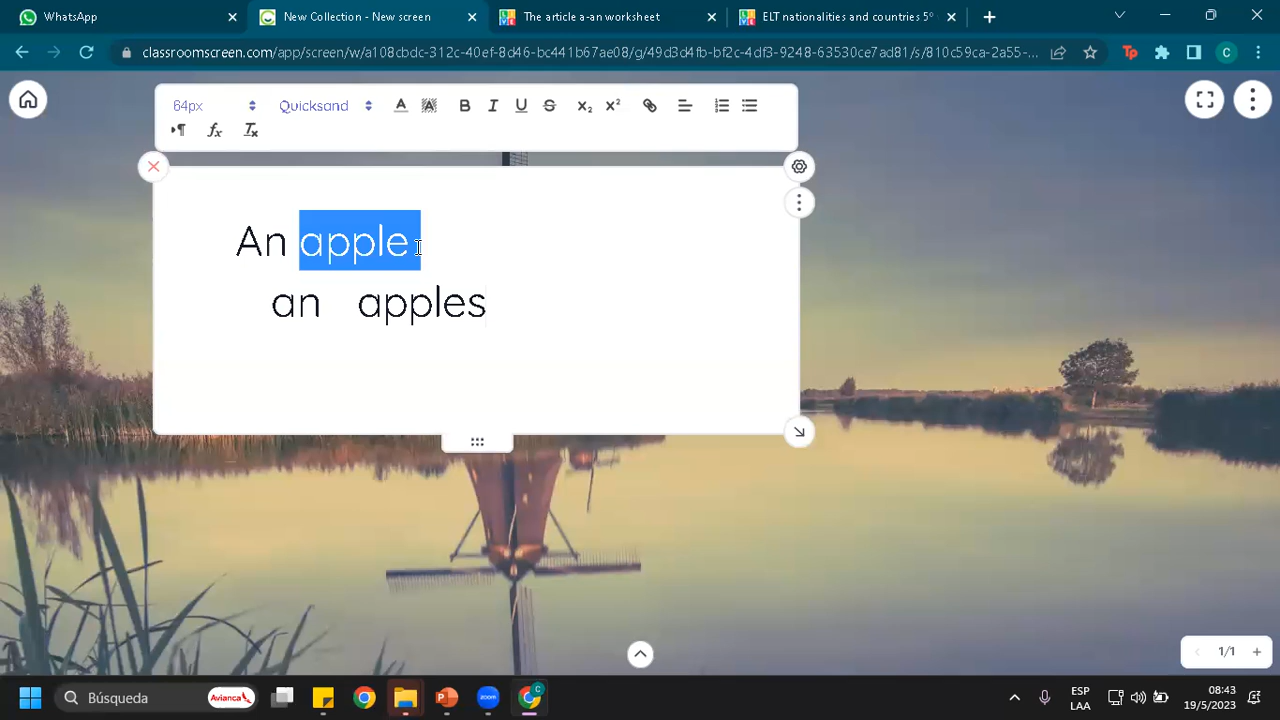 WhatsApp
New Collection - New screen
The article a-an worksheet
ELT nationalities and countries 5º
classroomscreen.com/app/screen/w/a108cbdc-312c-40ef-8d46-bc441b67ae08/g/49d3d4fb-bf2c-4df3-9248-63530ce7ad81/s/810c59ca-2a55-...
C
64px
Quicksand
An apple
an apples
1/1
Búsqueda
Avianca
zoom
ESP
LAA
08:43
19/5/2023